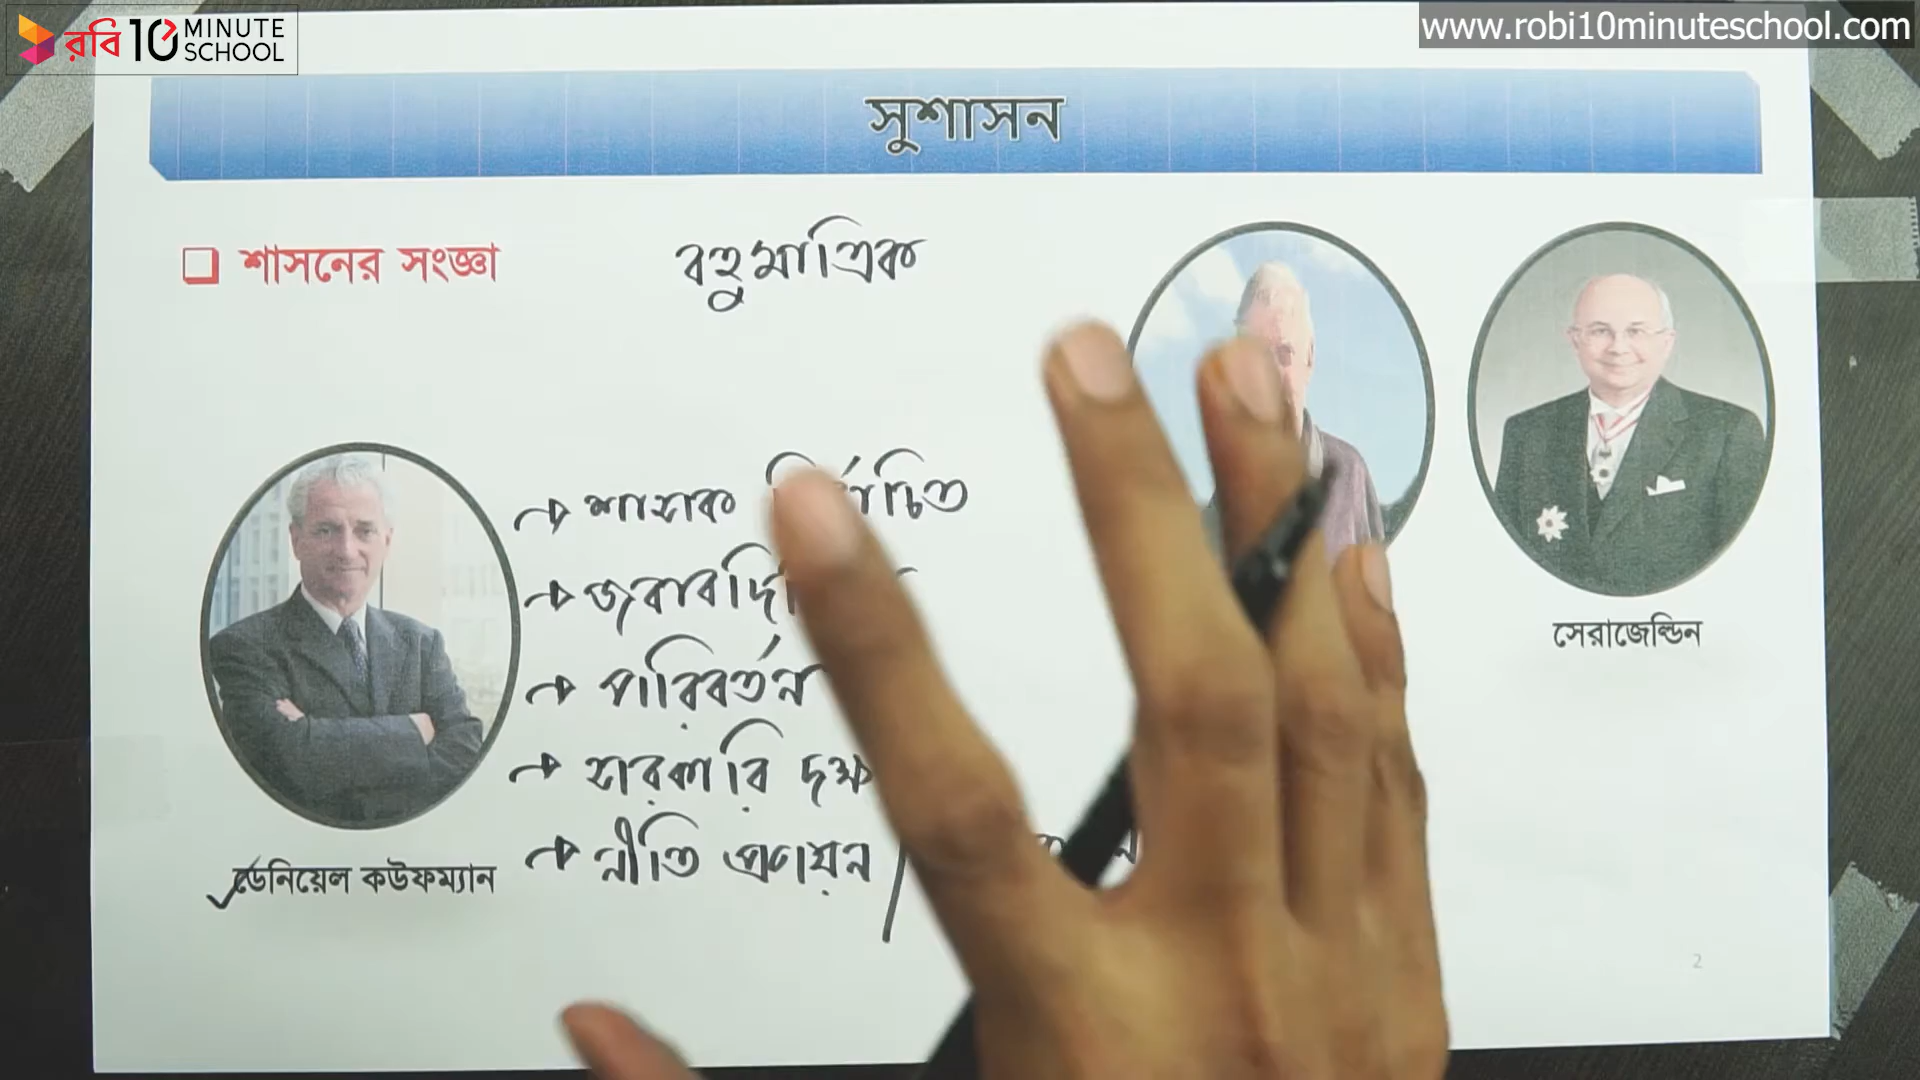 রবি 10 MINUTE SCHOOL
www.robi10minuteschool.com
সুশাসন
শাসনের সংজ্ঞা
বহুমাত্রিক
শাসক
জবাবদি
পরিবর্তন
সরকারি দক্ষ
নীতি প্রণয়ন /
ডেনিয়েল কউফম্যান
সেরাজেল্ডিন
2